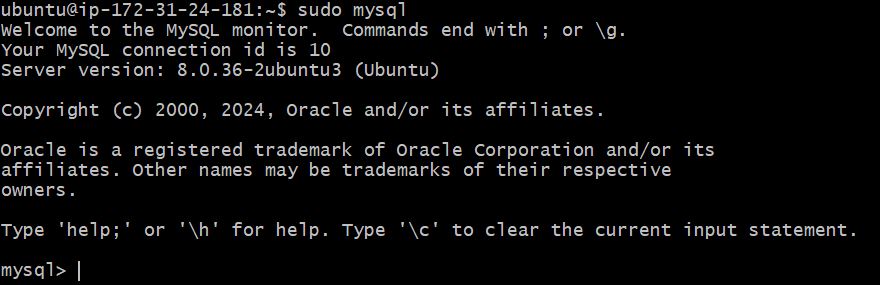 ubuntu@ip-172-31-24-181:~$ sudo mysql
Welcome to the MySQL monitor.  Commands end with ; or \g.
Your MySQL connection id is 10
Server version: 8.0.36-2ubuntu3 (Ubuntu)
Copyright (c) 2000, 2024, Oracle and/or its affiliates.
Oracle is a registered trademark of Oracle Corporation and/or its
affiliates. Other names may be trademarks of their respective
owners.
Type 'help;' or '\h' for help. Type '\c' to clear the current input statement.
mysql>